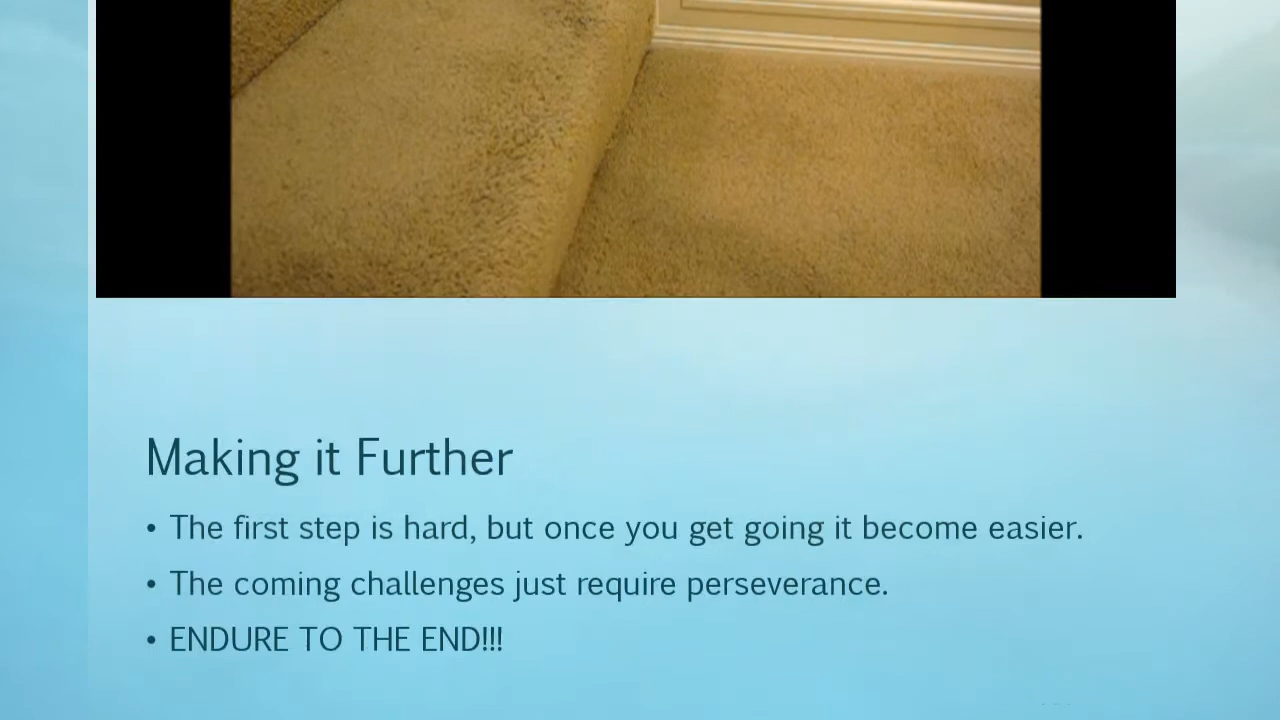 Making it Further
• The first step is hard, but once you get going it become easier.
• The coming challenges just require perseverance.
• ENDURE TO THE END!!!